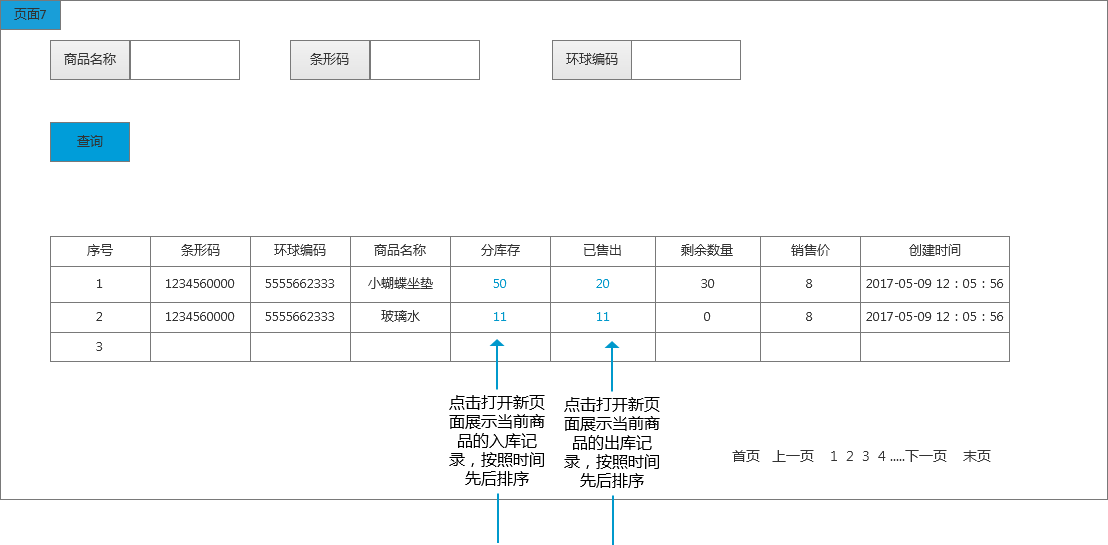 页面7
商品名称 条形码 环球编码
查询
序号 条形码 环球编码 商品名称 分库存 已售出 剩余数量 销售价 创建时间
1 1234560000 5555662333 小蝴蝶坐垫 50 20 30 8 2017-05-09 12：05：56
2 1234560000 5555662333 玻璃水 11 11 0 8 2017-05-09 12：05：56
3
点击打开新页
面展示当前商
品的入库记
录，按照时间
先后排序
点击打开新页
面展示当前商
品的出库记
录，按照时间
先后排序
首页 上一页 1 2 3 4 .....下一页 末页